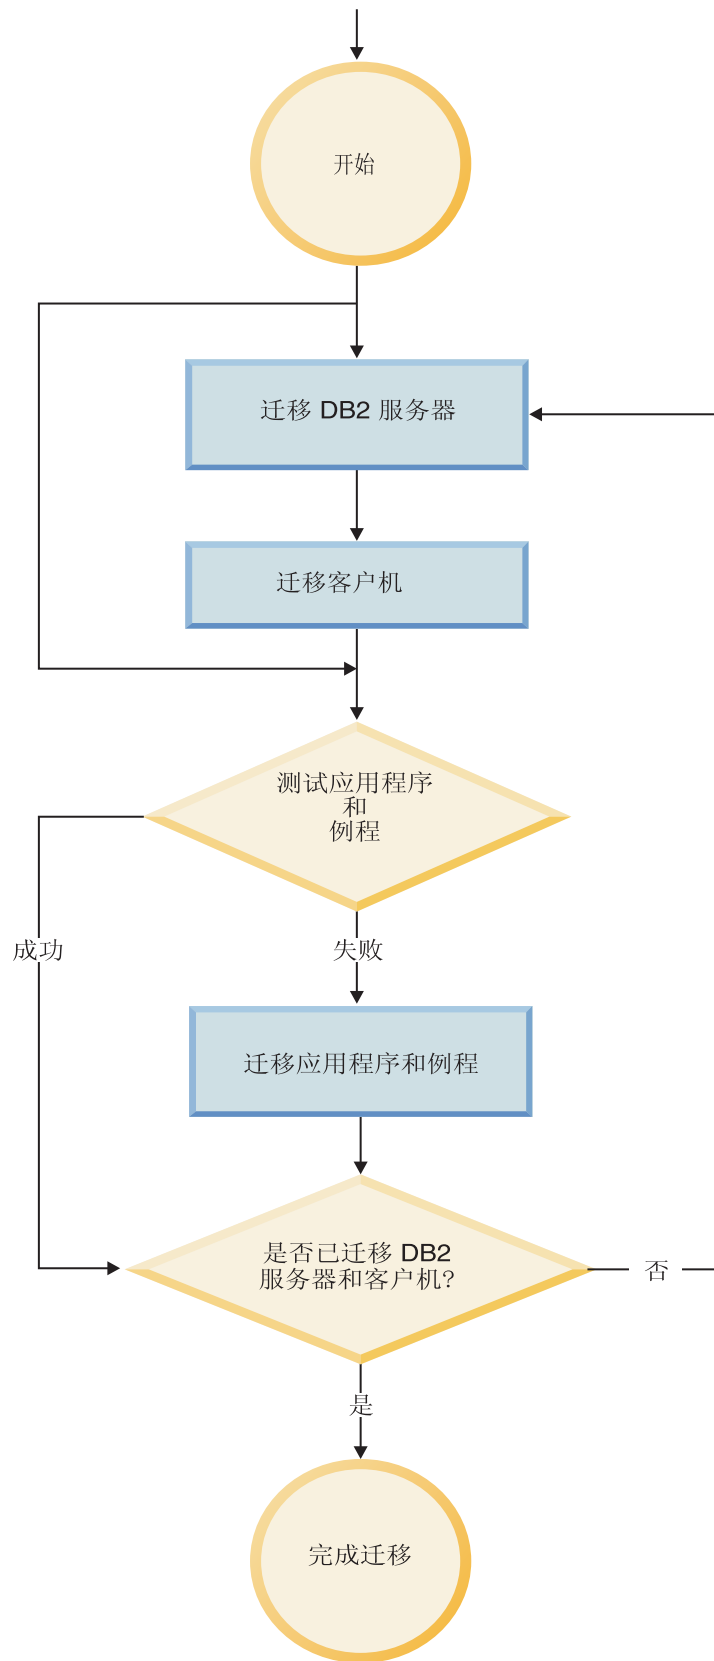 开始
迁移 DB2 服务器
迁移客户机
测试应用程序
和
例程
成功
失败
迁移应用程序和例程
是否已迁移 DB2
服务器和客户机?
否
是
完成迁移